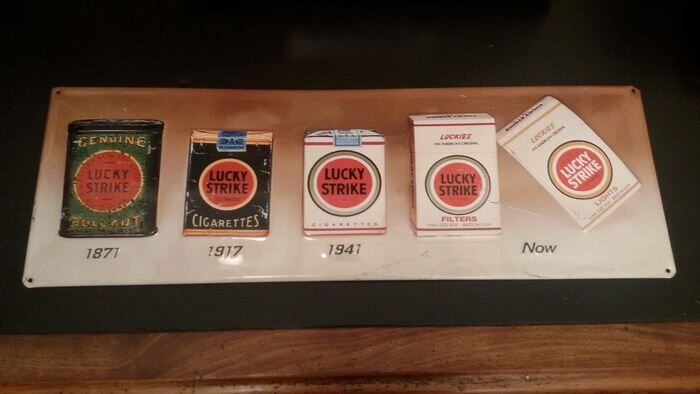 GENUINE
LUCKY
STRIKE
ROLL CUT
1871
LUCKY
STRIKE
CIGARETTES
1917
LUCKY
STRIKE
CIGARETTES
1941
LUCKIES
AN AMERICAN ORIGINAL
LUCKY
STRIKE
FILTERS
LUCKIES
AN AMERICAN ORIGINAL
LUCKY
STRIKE
LIGHTS
Now